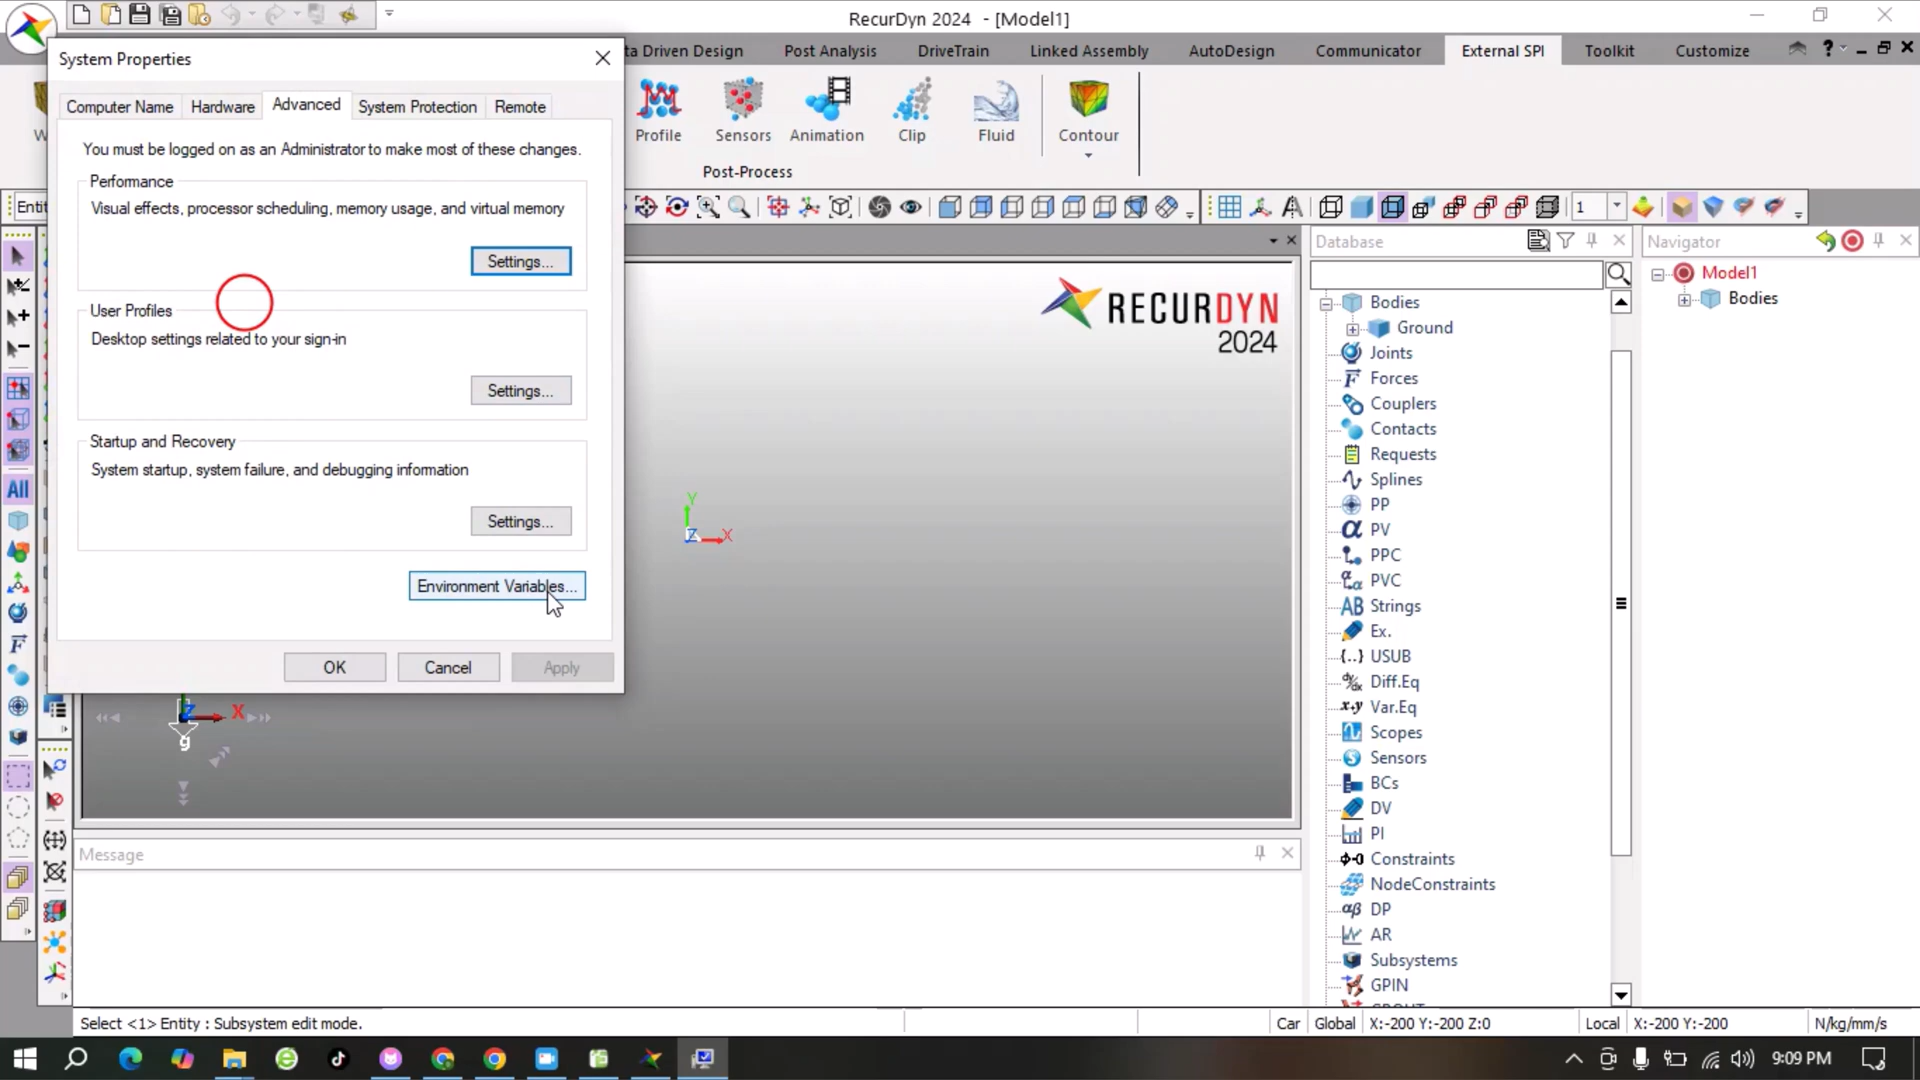 RecurDyn 2024 - [Model1]
System Properties
ta Driven Design
Post Analysis
DriveTrain
Linked Assembly
AutoDesign
Communicator
External SPI
Toolkit
Customize
?
Computer Name
Hardware
Advanced
System Protection
Remote
W
Profile
Sensors
Animation
Clip
Fluid
Contour
You must be logged on as an Administrator to make most of these changes.
Post-Process
Performance
Visual effects, processor scheduling, memory usage, and virtual memory
Settings...
Entit
1
Database
Navigator
User Profiles
Desktop settings related to your sign-in
Settings...
Startup and Recovery
System startup, system failure, and debugging information
Settings...
Environment Variables...
OK
Cancel
Apply
RECURDYN
2024
Y
Z
X
Z
X
g
All
F
Bodies
Ground
Joints
F Forces
Couplers
Contacts
Requests
Splines
PP
α PV
PPC
PVC
AB Strings
Ex.
{..} USUB
dy/dx Diff.Eq
x+y Var.Eq
Scopes
Sensors
BCs
DV
PI
Constraints
NodeConstraints
αβ DP
AR
Subsystems
GPIN
Model1
Bodies
Message
Select <1> Entity : Subsystem edit mode.
Car
Global
X:-200 Y:-200 Z:0
Local
X:-200 Y:-200
N/kg/mm/s
9:09 PM